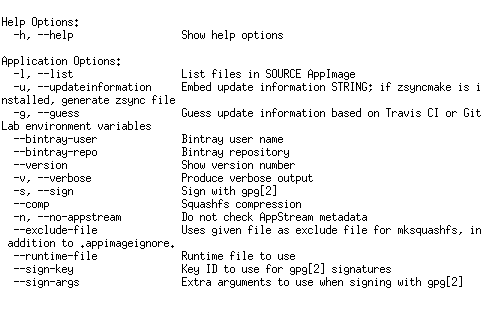 Help Options:
  -h, --help                  Show help options

Application Options:
  -l, --list                  List files in SOURCE AppImage
  -u, --updateinformation     Embed update information STRING; if zsyncmake is i
nstalled, generate zsync file
  -g, --guess                 Guess update information based on Travis CI or Git
Lab environment variables
  --bintray-user              Bintray user name
  --bintray-repo              Bintray repository
  --version                   Show version number
  -v, --verbose               Produce verbose output
  -s, --sign                  Sign with gpg[2]
  --comp                      Squashfs compression
  -n, --no-appstream          Do not check AppStream metadata
  --exclude-file              Uses given file as exclude file for mksquashfs, in
 addition to .appimageignore.
  --runtime-file              Runtime file to use
  --sign-key                  Key ID to use for gpg[2] signatures
  --sign-args                 Extra arguments to use when signing with gpg[2]